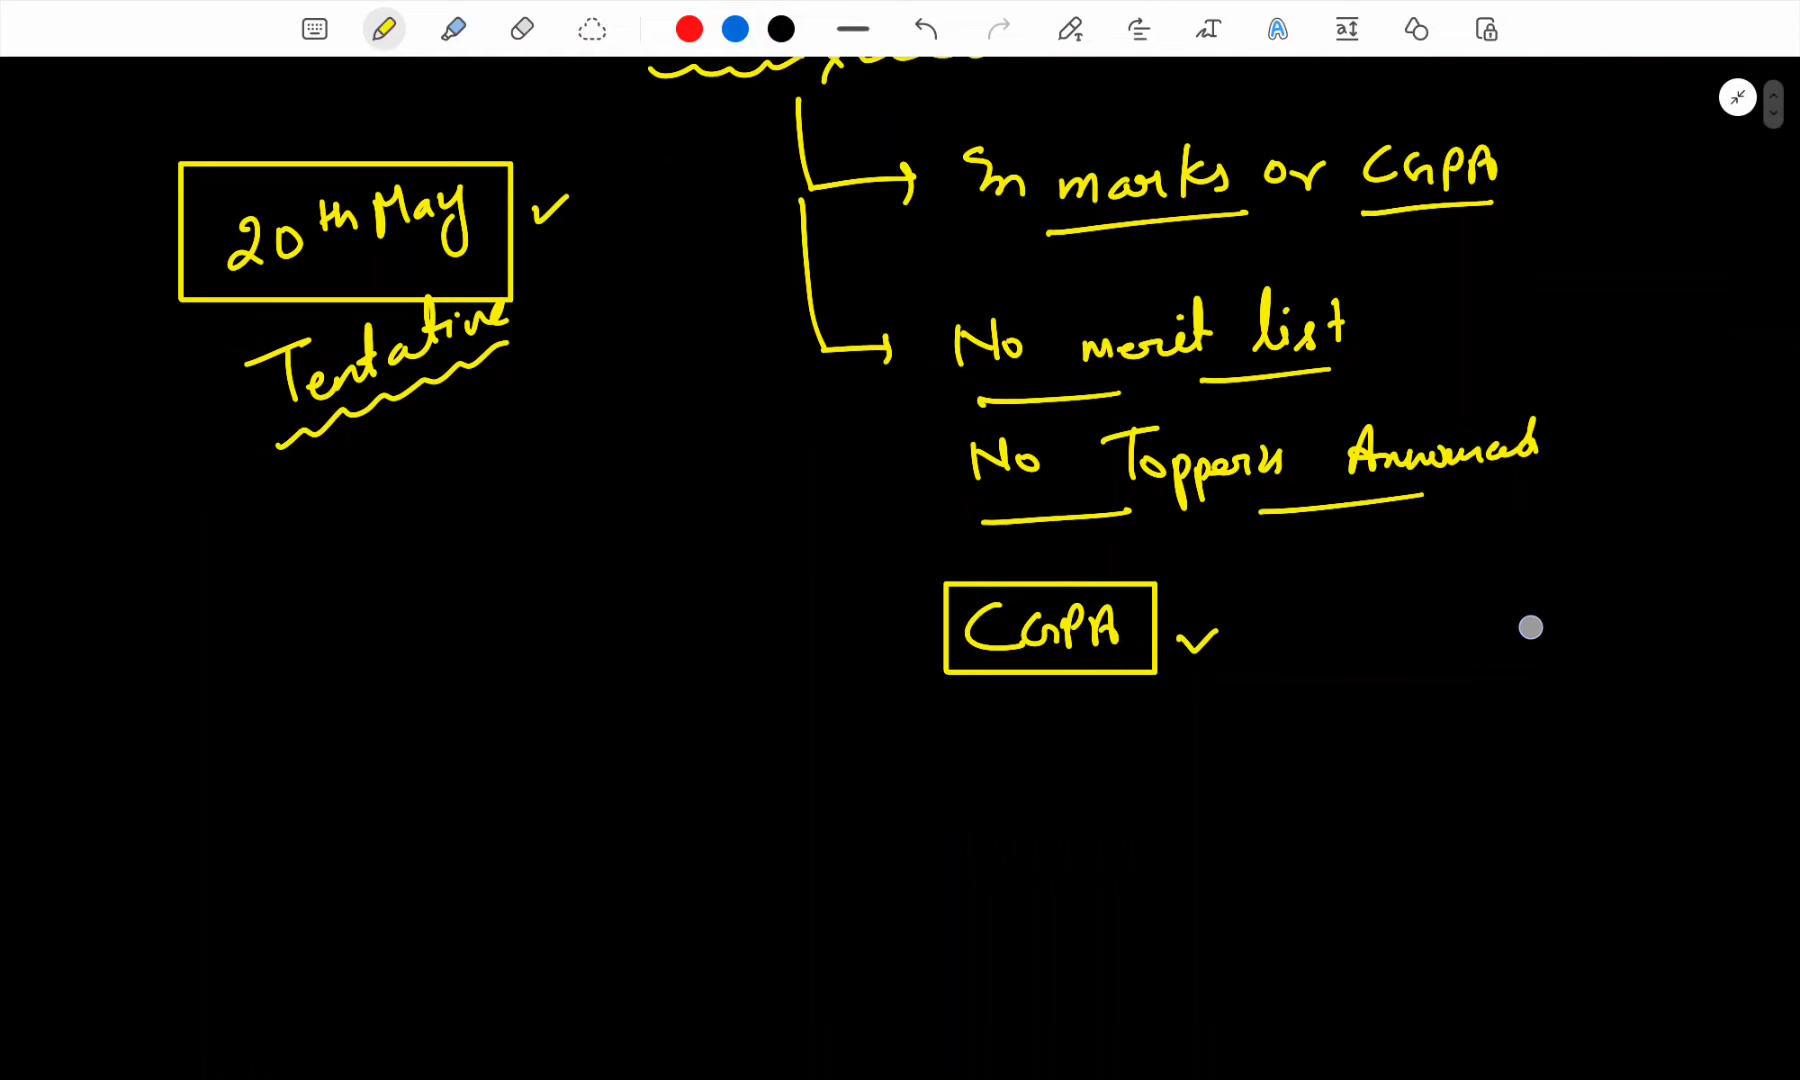 20th May
Tentative
In marks or CGPA
No merit list
No Toppers Announced
CGPA